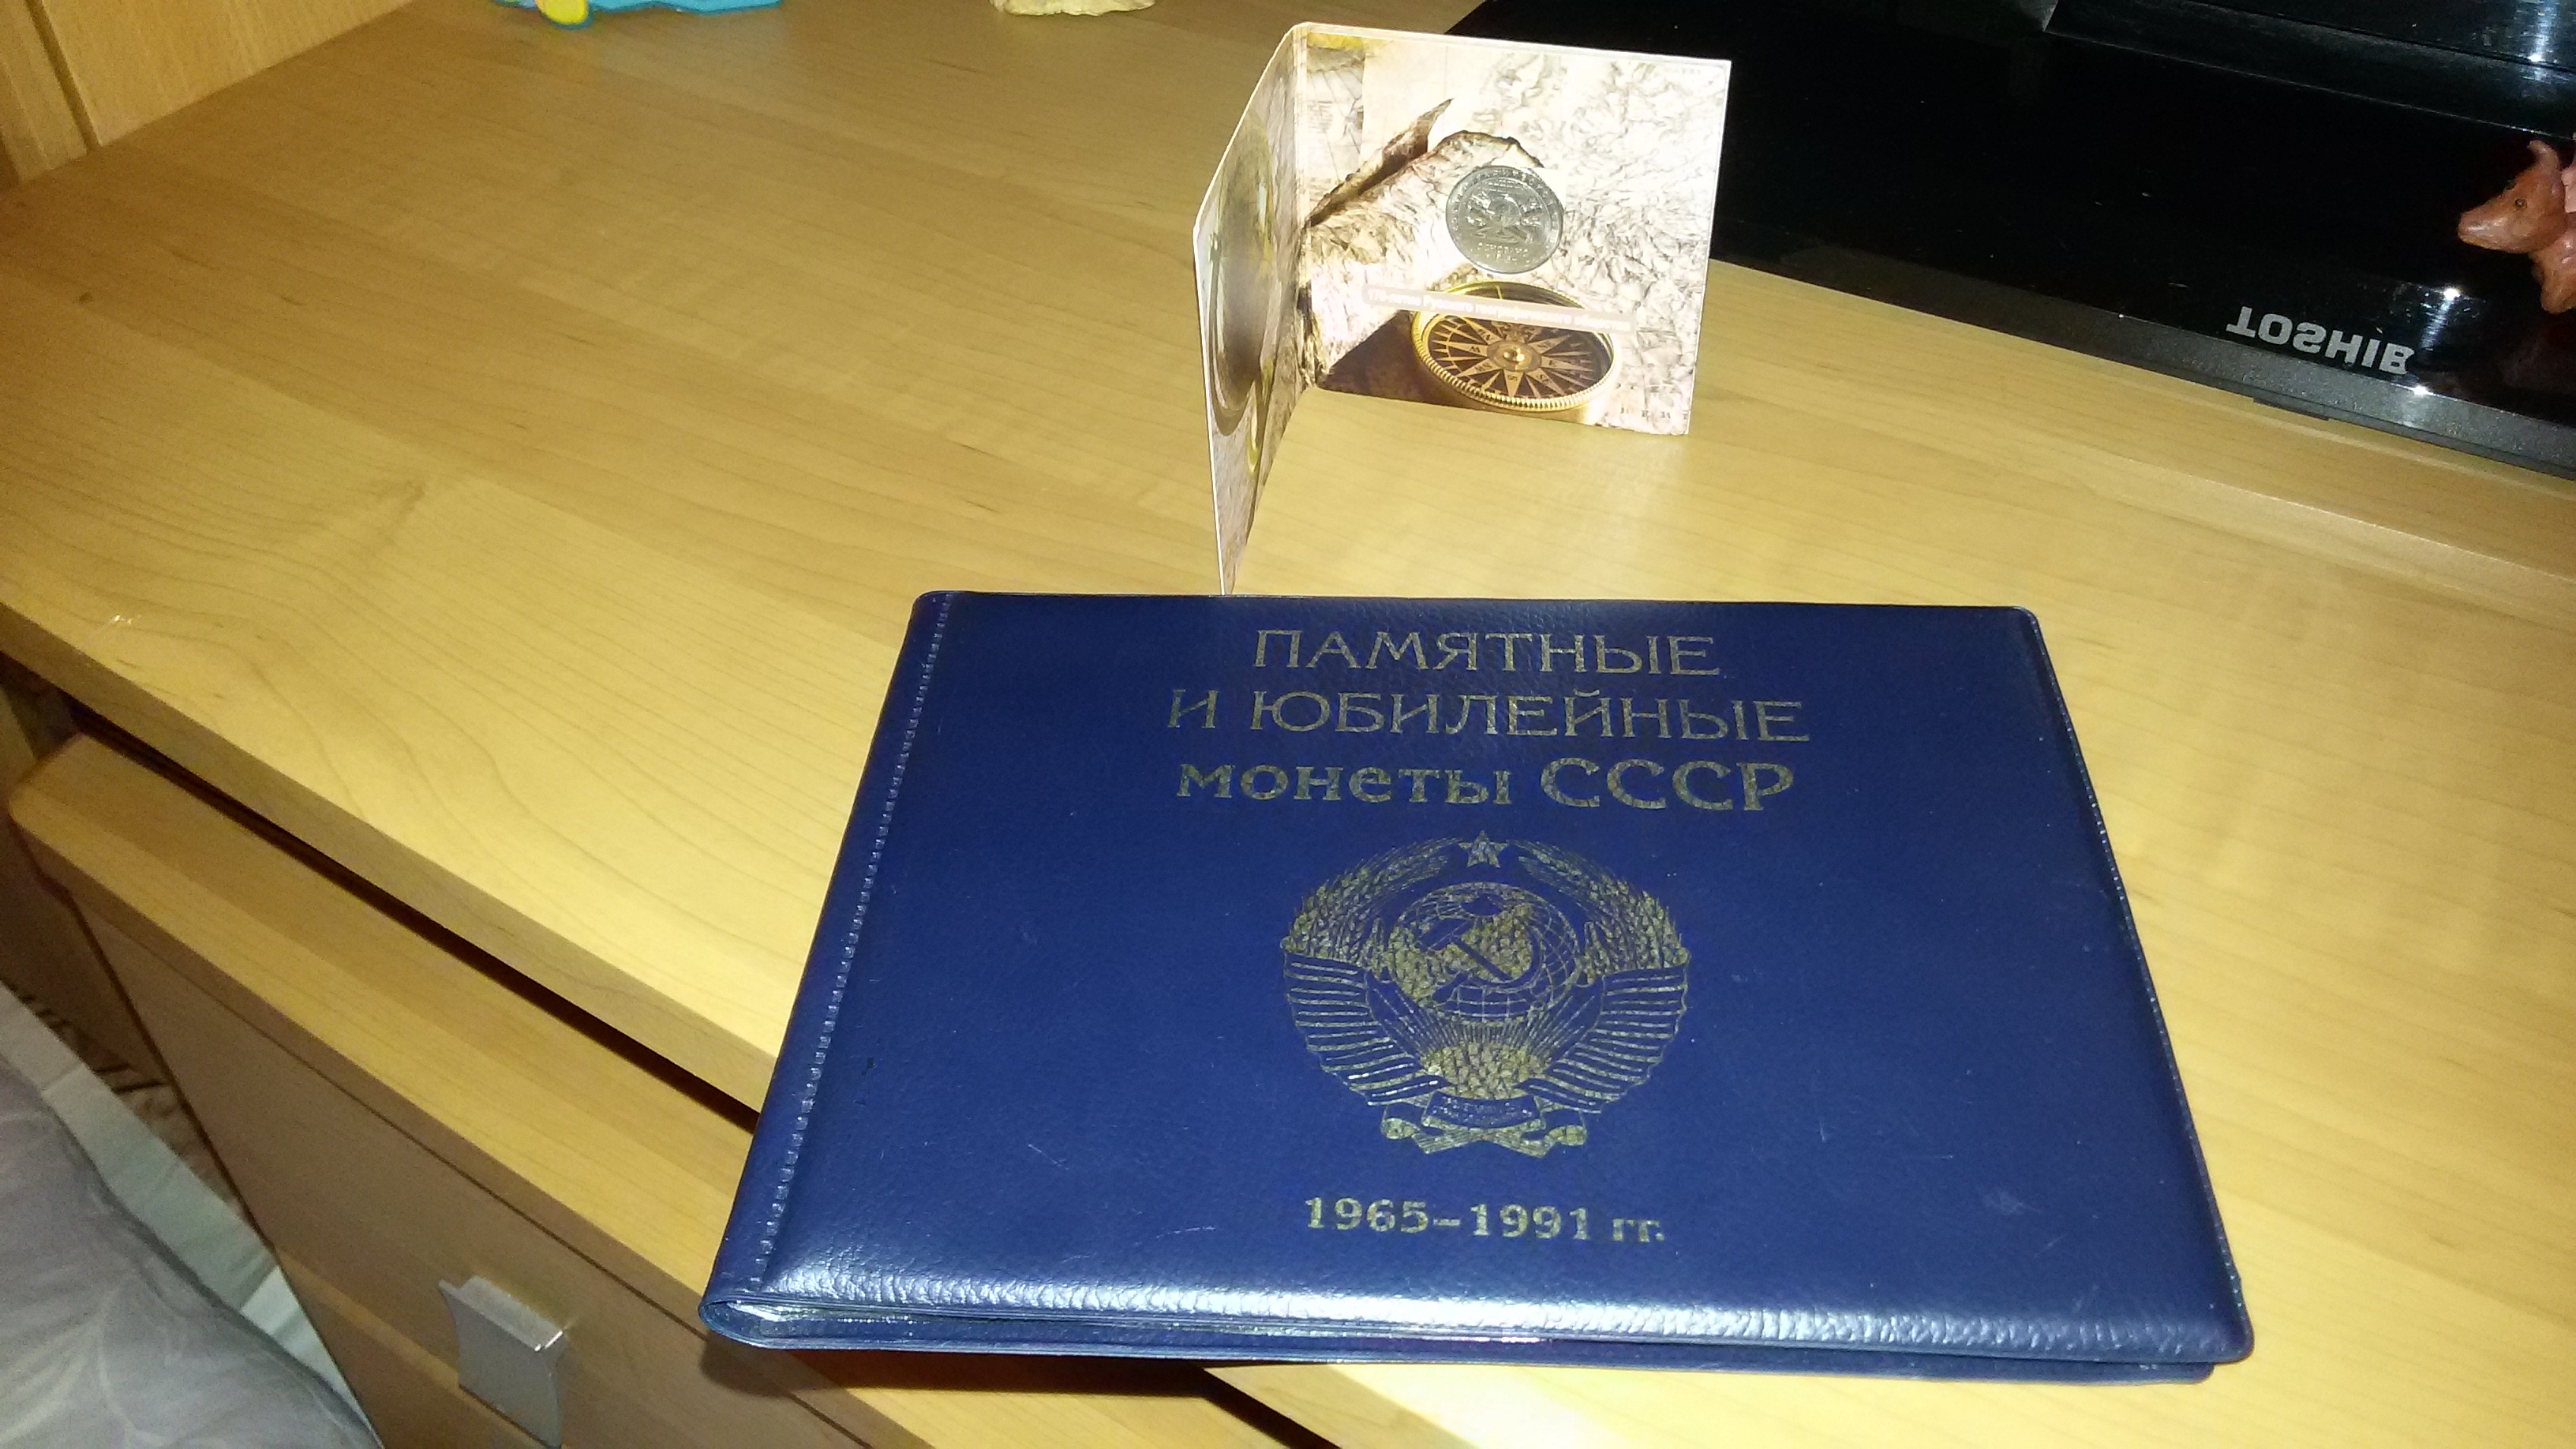 TOSHIB
ПАМЯТНЫЕ
И ЮБИЛЕЙНЫЕ
монеты СССР
1965–1991 гг.